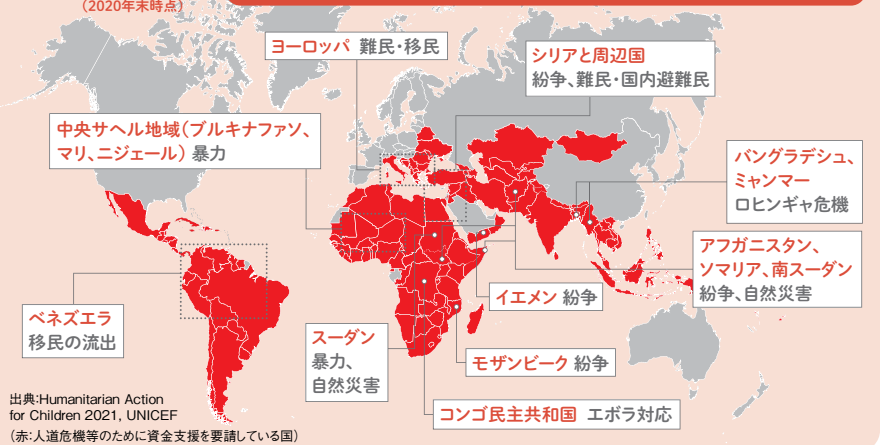 （2020年末時点）
ヨーロッパ 難民・移民
シリアと周辺国
紛争、難民・国内避難民
中央サヘル地域（ブルキナファソ、
マリ、ニジェール） 暴力
バングラデシュ、
ミャンマー
ロヒンギャ危機
アフガニスタン、
ソマリア、南スーダン
紛争、自然災害
イエメン 紛争
ベネズエラ
移民の流出
スーダン
暴力、
自然災害
モザンビーク 紛争
コンゴ民主共和国 エボラ対応
出典：Humanitarian Action
for Children 2021, UNICEF
（赤：人道危機等のために資金支援を要請している国）